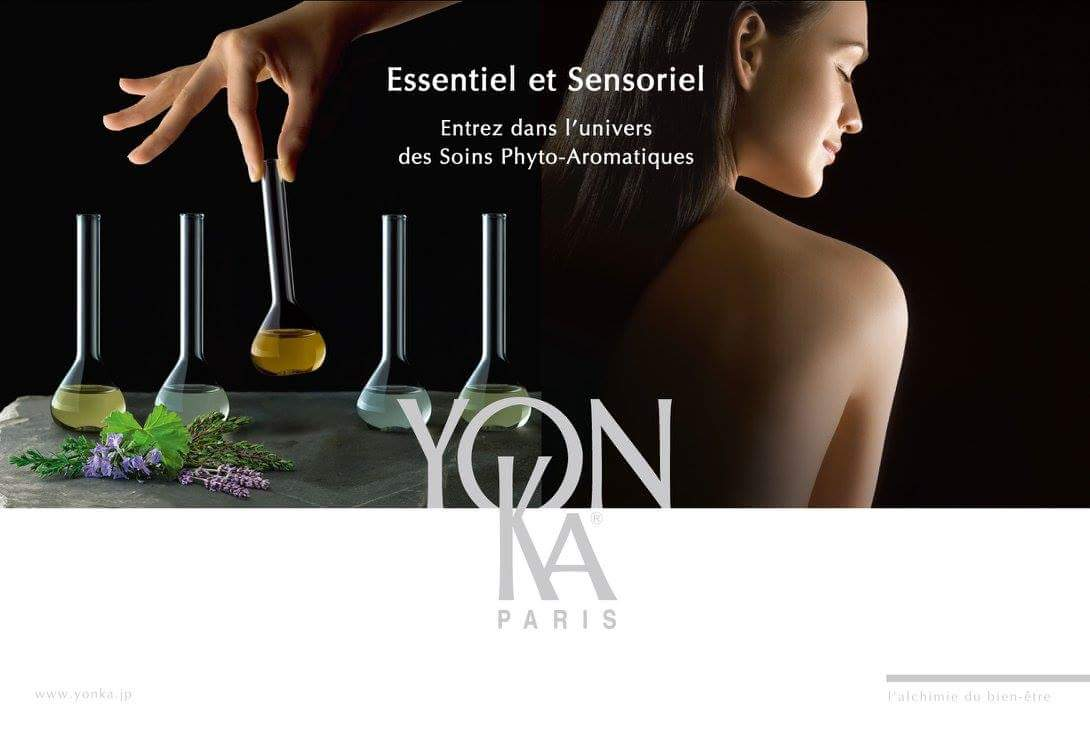 Essentiel et Sensoriel
Entrez dans l'univers
des Soins Phyto-Aromatiques
YON
KA®
PARIS
www.yonka.jp
l'alchimie du bien-être